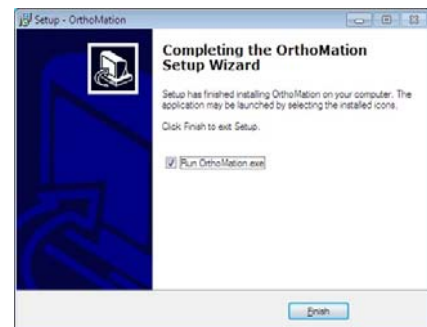 Setup - OrthoMation
Completing the OrthoMation
Setup Wizard
Setup has finished installing OrthoMation on your computer. The
application may be launched by selecting the installed icons.
Click Finish to exit Setup.
Run OrthoMation.exe
Finish